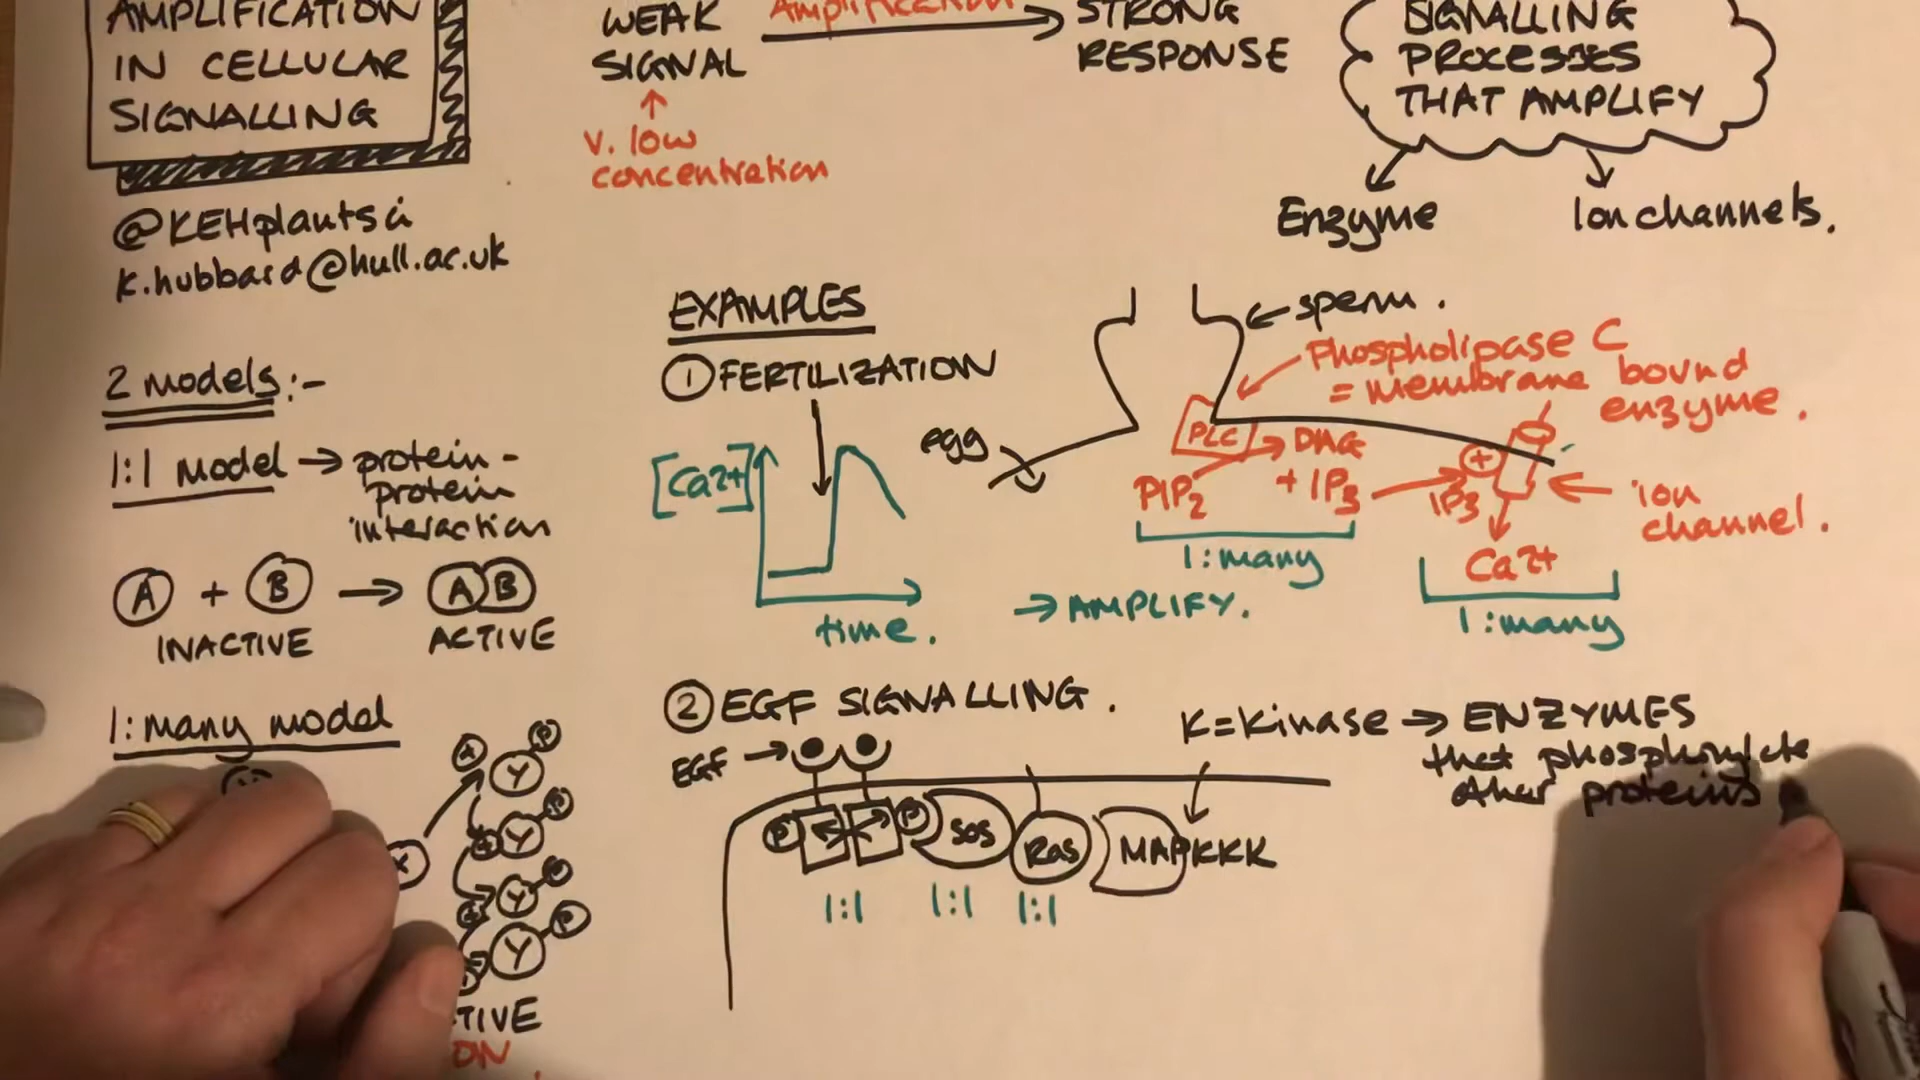 AMPLIFICATION
IN CELLULAR
SIGNALLING
@KEHplantsci
k.hubbard@hull.ac.uk
WEAK
SIGNAL
Amplification
STRONG
RESPONSE
v. low
concentration
SIGNALLING
PROCESSES
THAT AMPLIFY
Enzyme
Ion channels.
2 models:-
1:1 model → protein-
protein
interaction
A + B → AB
INACTIVE
ACTIVE
1:many model
X
+ Y P
+ Y P
+ Y P
Y P
TIVE
ON
EXAMPLES
① FERTILIZATION
[Ca2+]
time.
egg
sperm.
Phospholipase C
= membrane bound
enzyme.
PLC
PIP2
DAG
+ IP3
1:many
→ AMPLIFY.
+
IP3
ion
channel.
Ca2+
1:many
② EGF SIGNALLING.
EGF →
K = Kinase → ENZYMES
that phosphorylate
other proteins
P
P
SOS
Ras
MAPKKK
1:1
1:1
1:1